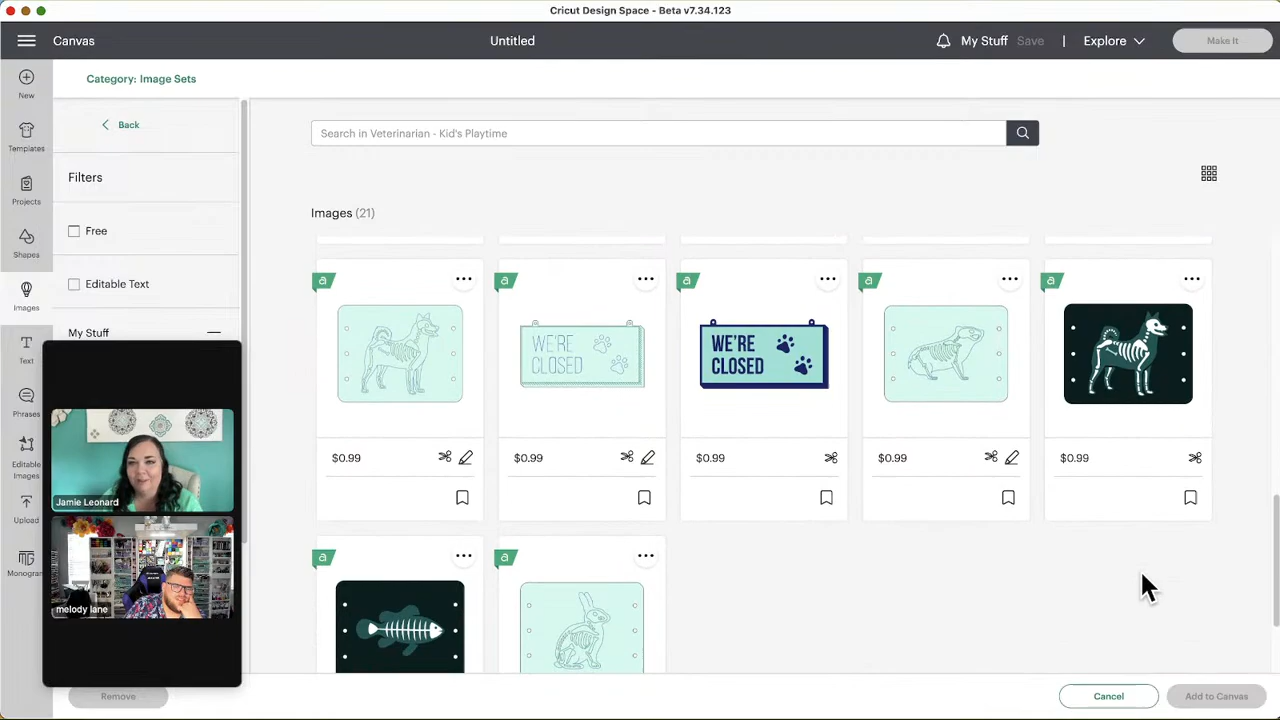 Cricut Design Space - Beta v7.34.123
Canvas
Untitled
My Stuff
Save
|
Explore
Make It
New
Templates
Projects
Shapes
Images
Text
Phrases
Editable
Images
Upload
Monogram
Category: Image Sets
Back
Filters
Free
Editable Text
My Stuff
Jamie Leonard
melody lane
Search in Veterinarian - Kid's Playtime
Images (21)
a
a
a
a
a
WE'RE
CLOSED
WE'RE
CLOSED
$0.99
$0.99
$0.99
$0.99
$0.99
a
a
Remove
Cancel
Add to Canvas